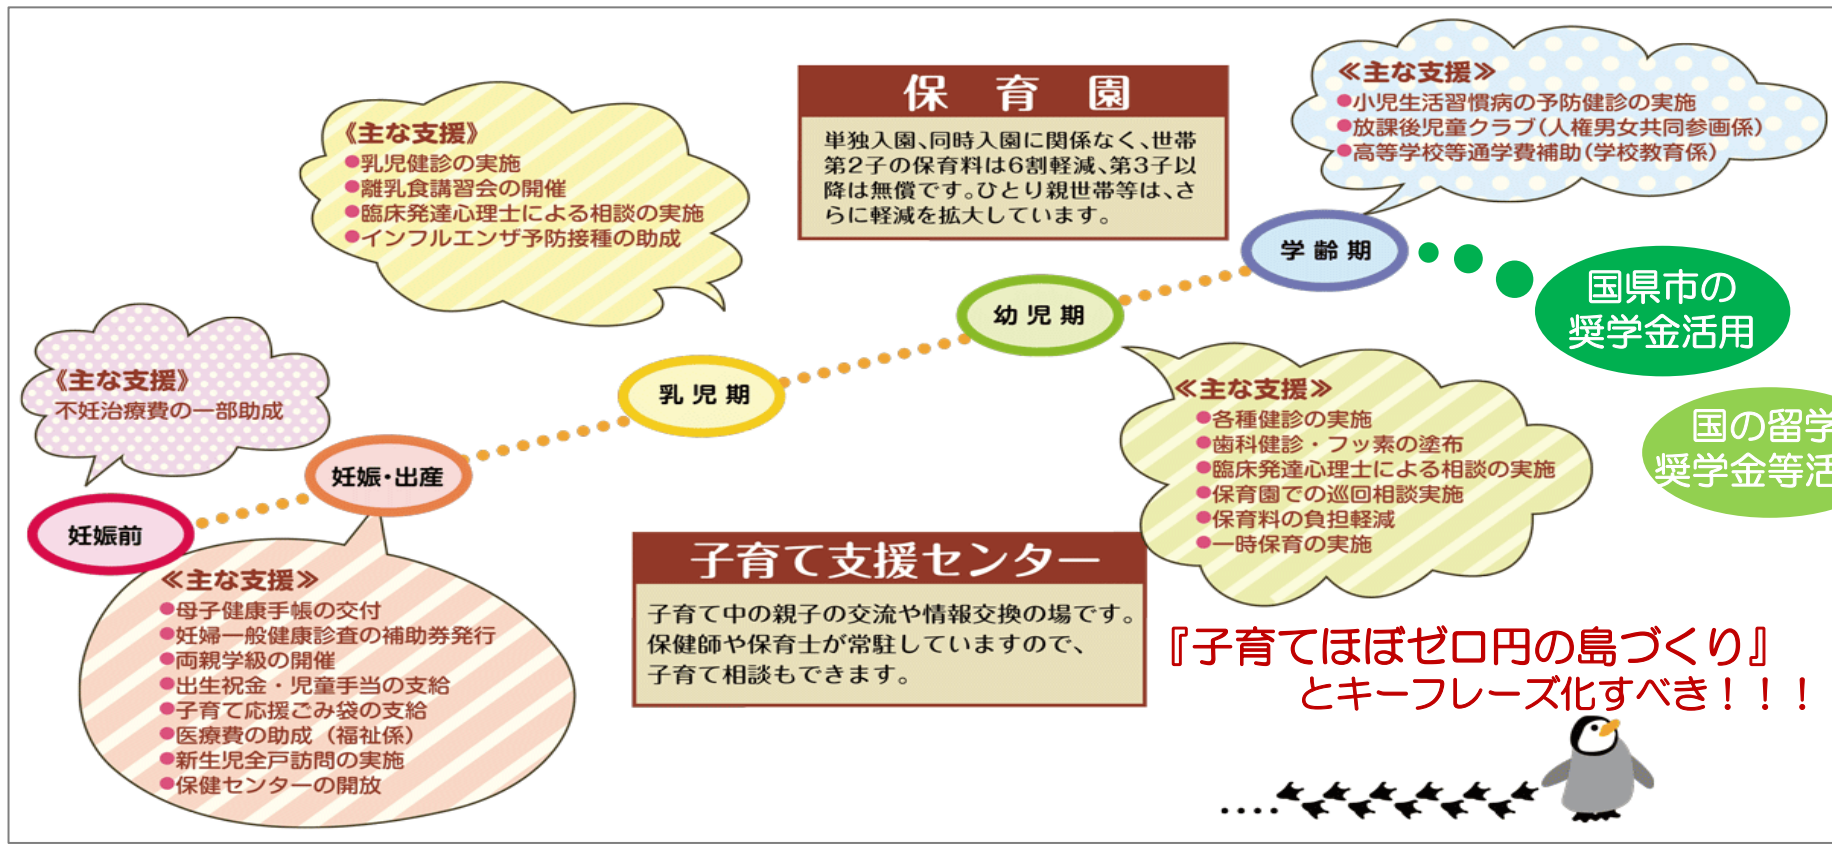 《主な支援》
不妊治療費の一部助成
妊娠前
妊娠・出産
≪主な支援≫
●母子健康手帳の交付
●妊婦一般健康診査の補助券発行
●両親学級の開催
●出生祝金・児童手当の支給
●子育て応援ごみ袋の支給
●医療費の助成（福祉係）
●新生児全戸訪問の実施
●保健センターの開放
《主な支援》
●乳児健診の実施
●離乳食講習会の開催
●臨床発達心理士による相談の実施
●インフルエンザ予防接種の助成
乳児期
保育園
単独入園、同時入園に関係なく、世帯
第2子の保育料は6割軽減、第3子以
降は無償です。ひとり親世帯等は、さ
らに軽減を拡大しています。
幼児期
≪主な支援≫
●各種健診の実施
●歯科健診・フッ素の塗布
●臨床発達心理士による相談の実施
●保育園での巡回相談実施
●保育料の負担軽減
●一時保育の実施
子育て支援センター
子育て中の親子の交流や情報交換の場です。
保健師や保育士が常駐していますので、
子育て相談もできます。
≪主な支援≫
●小児生活習慣病の予防健診の実施
●放課後児童クラブ（人権男女共同参画係）
●高等学校等通学費補助（学校教育係）
学齢期
国県市の
奨学金活用
国の留学
奨学金等活
『子育てほぼゼロ円の島づくり』
とキーフレーズ化すべき！！！